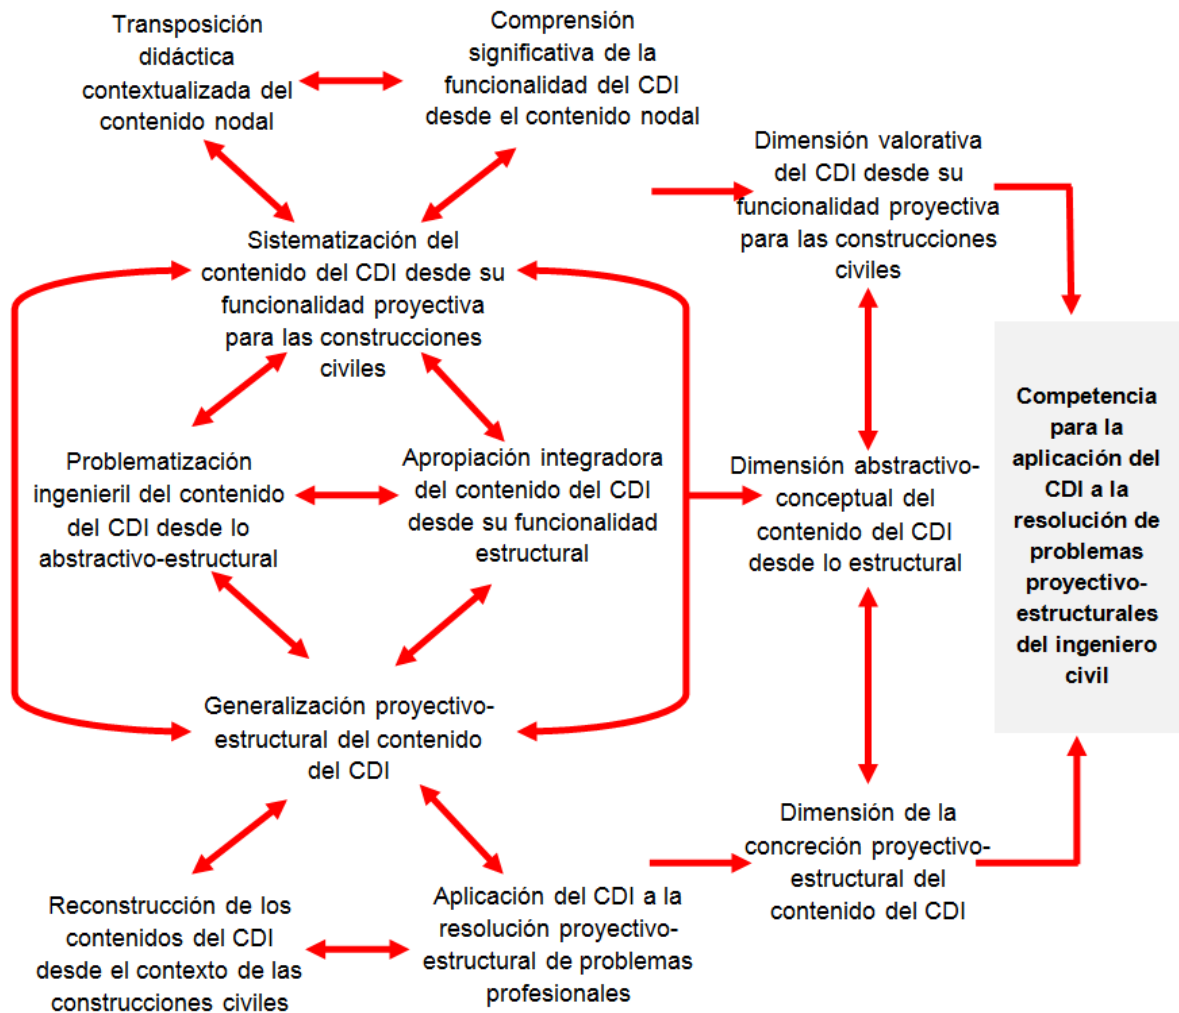 Transposición
didáctica
contextualizada del
contenido nodal
Comprensión
significativa de la
funcionalidad del CDI
desde el contenido nodal
Dimensión valorativa
del CDI desde su
funcionalidad proyectiva
para las construcciones
civiles
Sistematización del
contenido del CDI desde su
funcionalidad proyectiva
para las construcciones
civiles
Problematización
ingenieril del contenido
del CDI desde lo
abstractivo-estructural
Apropiación integradora
del contenido del CDI
desde su funcionalidad
estructural
Dimensión abstractivo-
conceptual del
contenido del CDI
desde lo estructural
Competencia
para la
aplicación del
CDI a la
resolución de
problemas
proyectivo-
estructurales
del ingeniero
civil
Generalización proyectivo-
estructural del contenido
del CDI
Dimensión de la
concreción proyectivo-
estructural del
contenido del CDI
Reconstrucción de los
contenidos del CDI
desde el contexto de las
construcciones civiles
Aplicación del CDI a la
resolución proyectivo-
estructural de problemas
profesionales